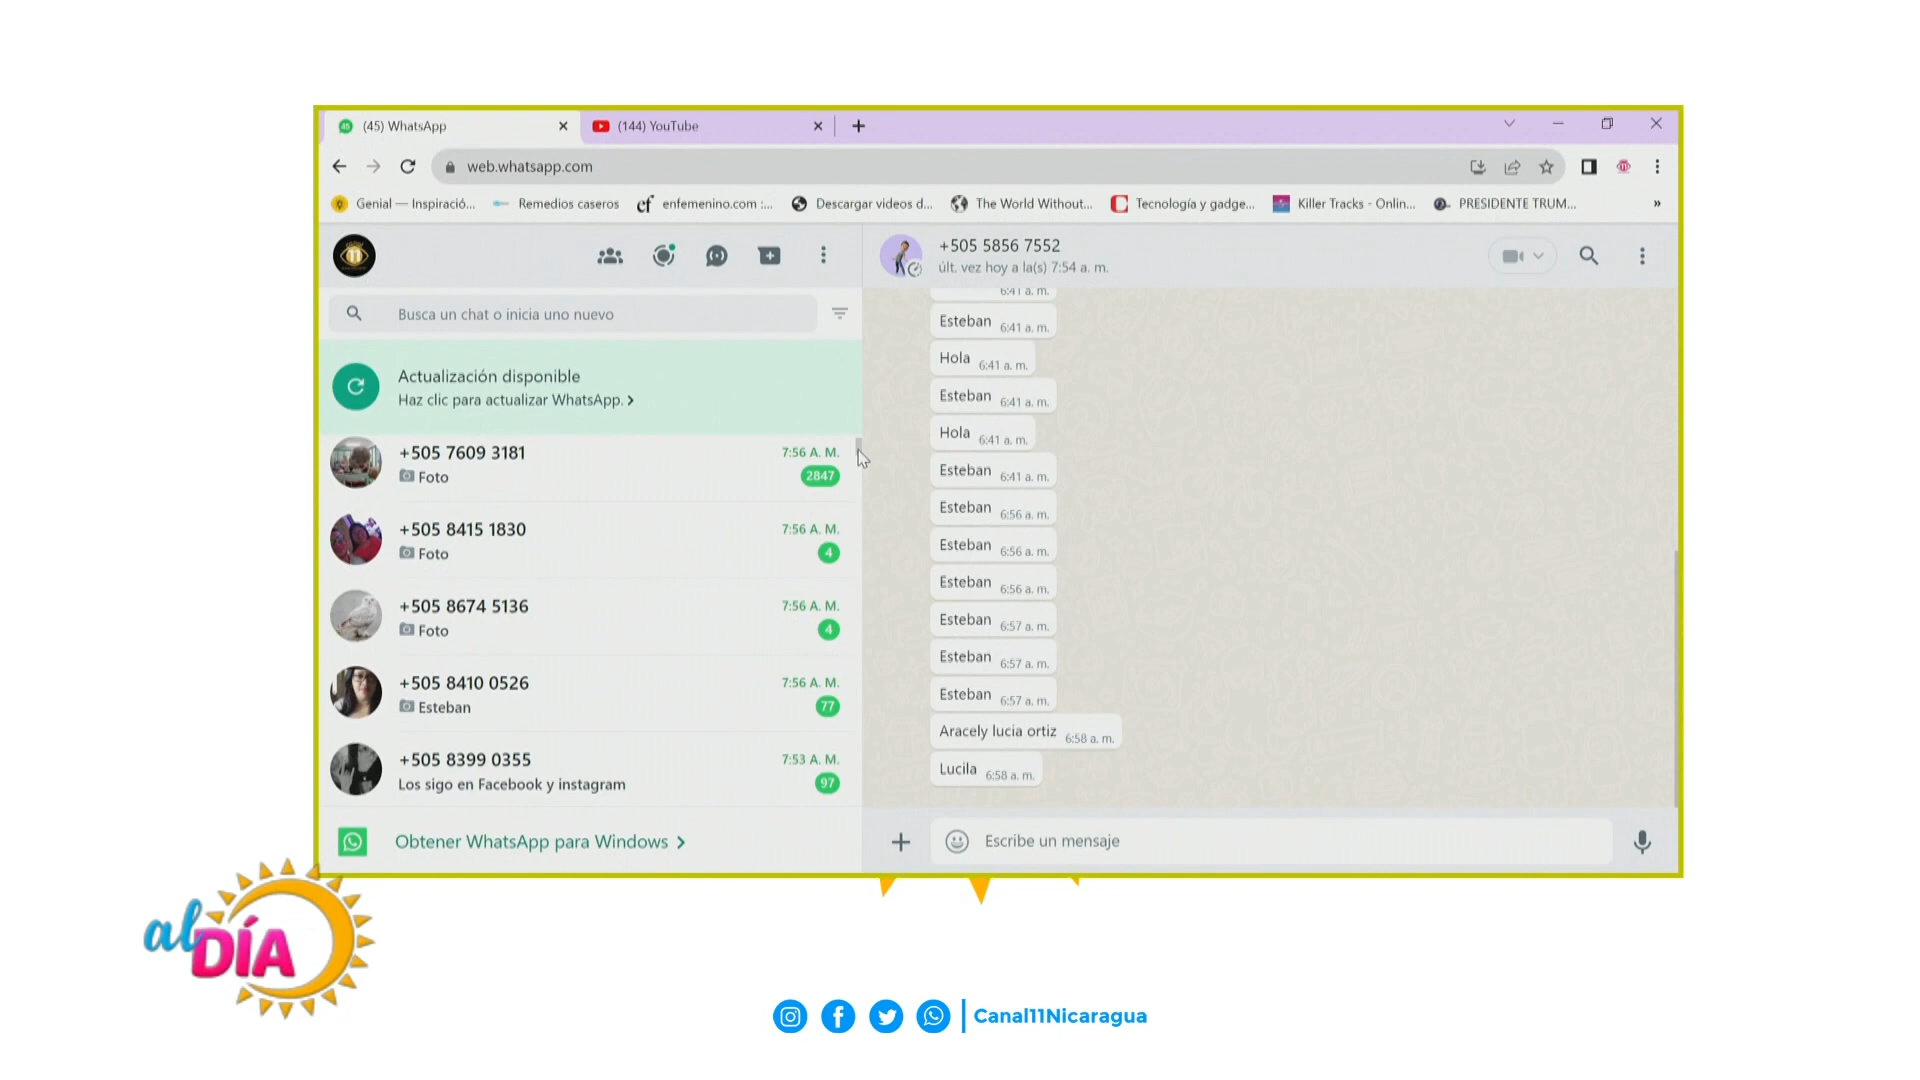 (45) WhatsApp
(144) YouTube
web.whatsapp.com
Genial — Inspiració...
Remedios caseros
enfemenino.com :...
Descargar videos d...
The World Without...
Tecnología y gadge...
Killer Tracks - Onlin...
PRESIDENTE TRUM...
»
11
Busca un chat o inicia uno nuevo
Actualización disponible
Haz clic para actualizar WhatsApp.
+505 7609 3181
7:56 A. M.
Foto
2847
+505 8415 1830
7:56 A. M.
Foto
4
+505 8674 5136
7:56 A. M.
Foto
4
+505 8410 0526
7:56 A. M.
Esteban
77
+505 8399 0355
7:53 A. M.
Los sigo en Facebook y instagram
97
Obtener WhatsApp para Windows
+505 5856 7552
últ. vez hoy a la(s) 7:54 a. m.
6:41 a. m.
Esteban 6:41 a. m.
Hola 6:41 a. m.
Esteban 6:41 a. m.
Hola 6:41 a. m.
Esteban 6:41 a. m.
Esteban 6:56 a. m.
Esteban 6:56 a. m.
Esteban 6:56 a. m.
Esteban 6:57 a. m.
Esteban 6:57 a. m.
Esteban 6:57 a. m.
Aracely lucia ortiz 6:58 a. m.
Lucila 6:58 a. m.
Escribe un mensaje
al DÍA
Canal11Nicaragua